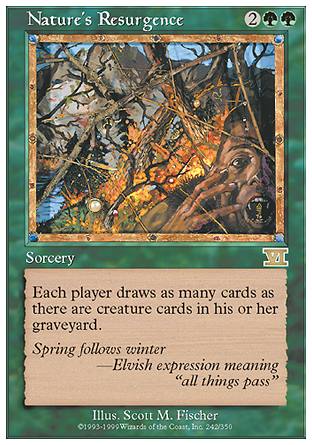 Nature's Resurgence 2
Sorcery VI
Each player draws as many cards as
there are creature cards in his or her
graveyard.
Spring follows winter
—Elvish expression meaning
“all things pass”
Illus. Scott M. Fischer
©1993-1999 Wizards of the Coast, Inc. 242/350